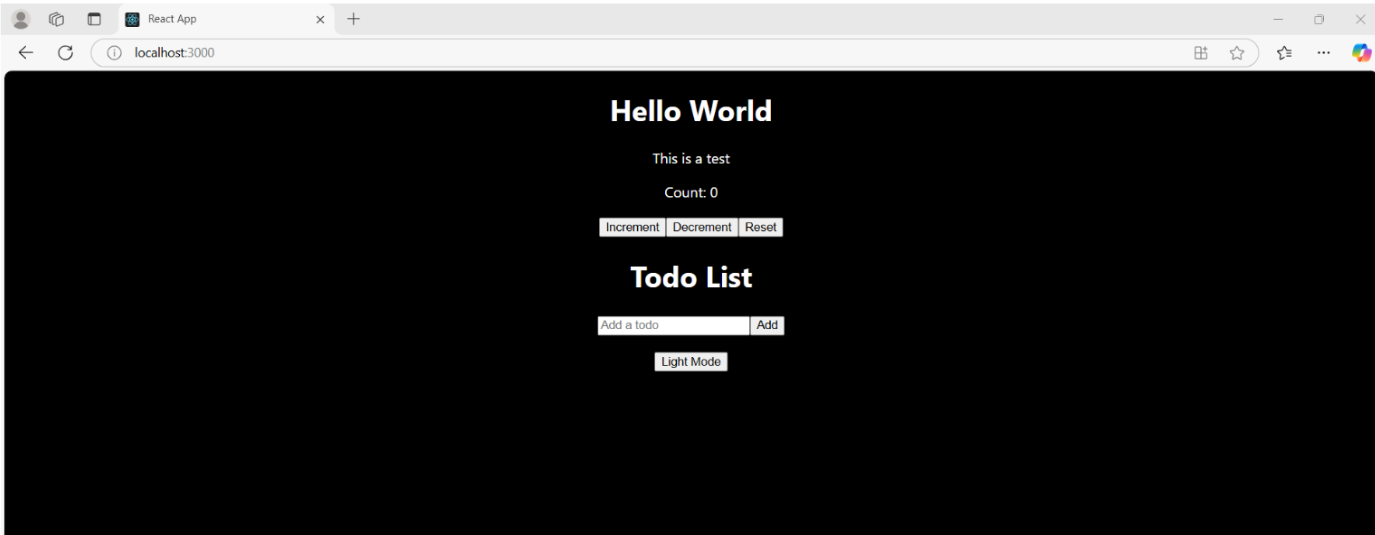 React App
localhost:3000
Hello World
This is a test
Count: 0
Increment Decrement Reset
Todo List
Add a todo Add
Light Mode